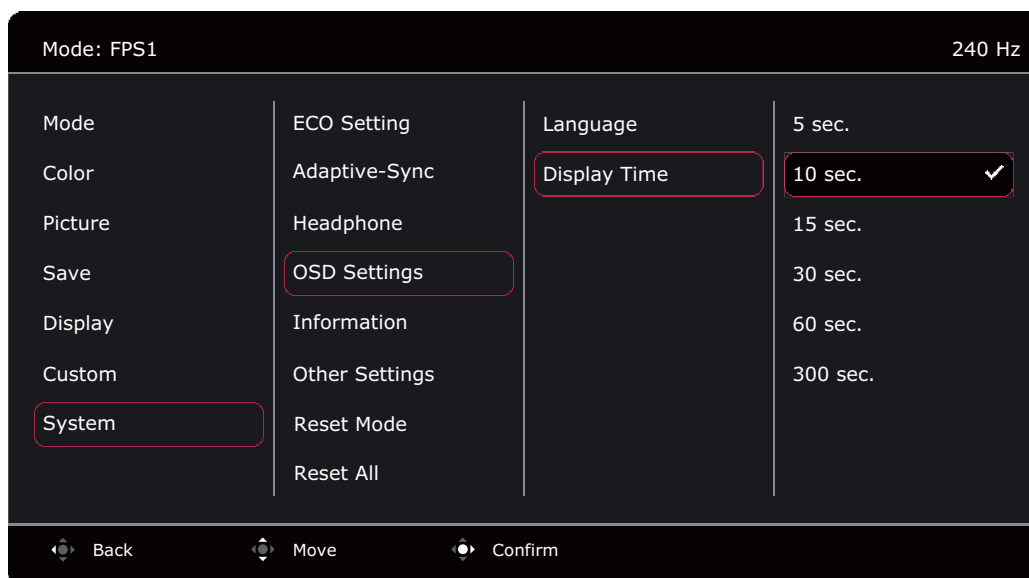 Mode: FPS1
240 Hz
Mode
Color
Picture
Save
Display
Custom
System
ECO Setting
Adaptive-Sync
Headphone
OSD Settings
Information
Other Settings
Reset Mode
Reset All
Language
Display Time
5 sec.
10 sec.
15 sec.
30 sec.
60 sec.
300 sec.
Back
Move
Confirm